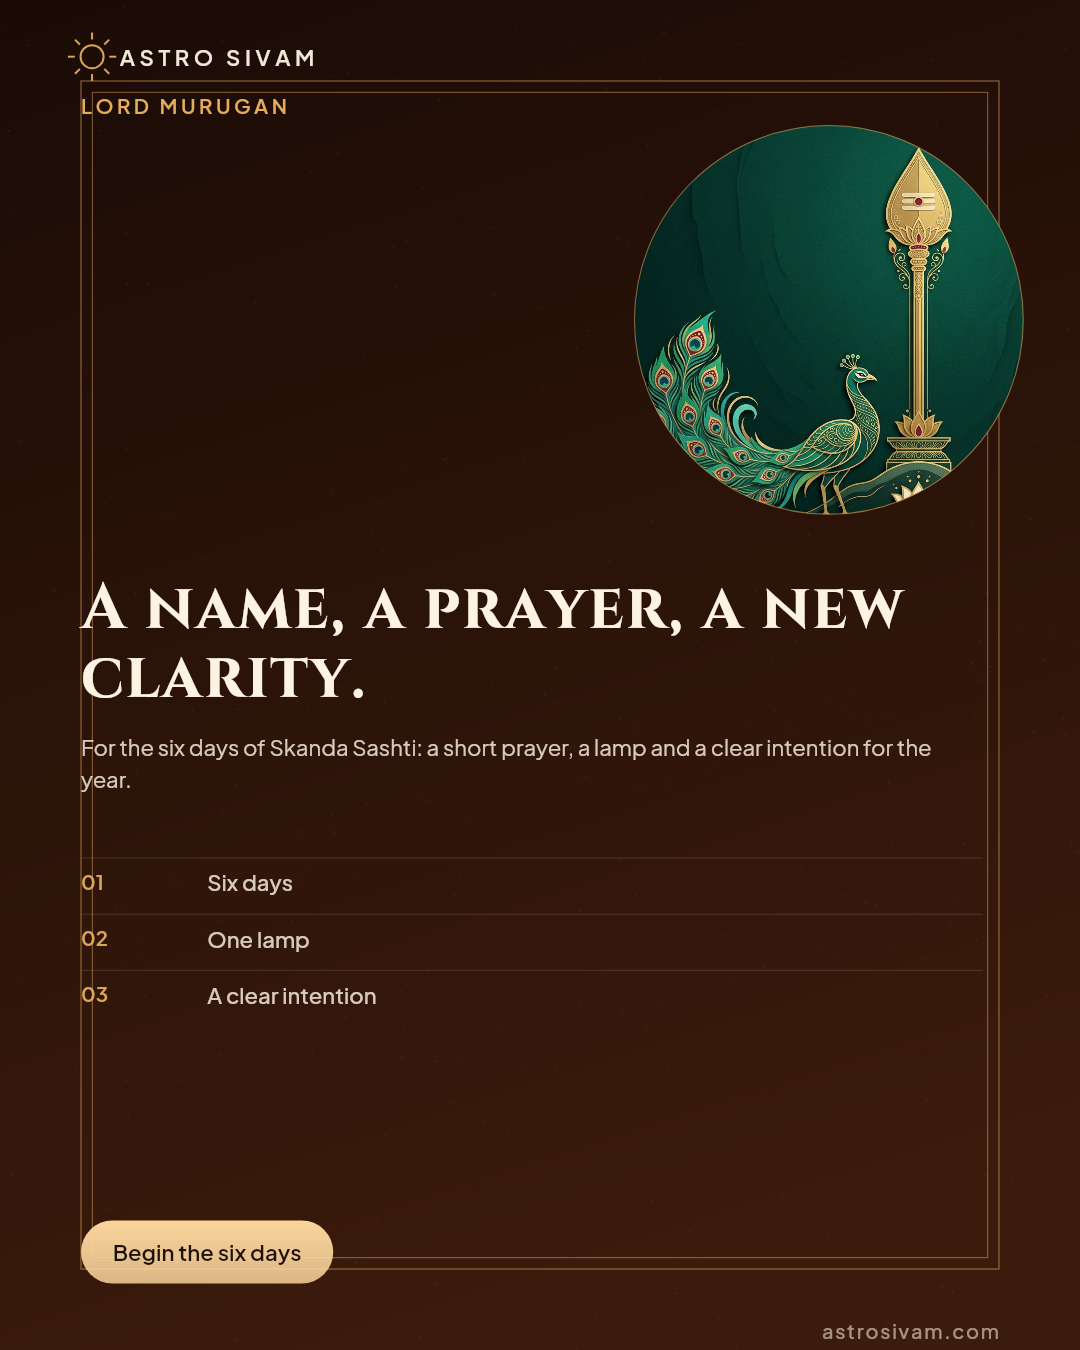 ASTRO SIVAM
LORD MURUGAN
A NAME, A PRAYER, A NEW
CLARITY.
For the six days of Skanda Sashti: a short prayer, a lamp and a clear intention for the
year.
01 Six days
02 One lamp
03 A clear intention
Begin the six days
astrosivam.com